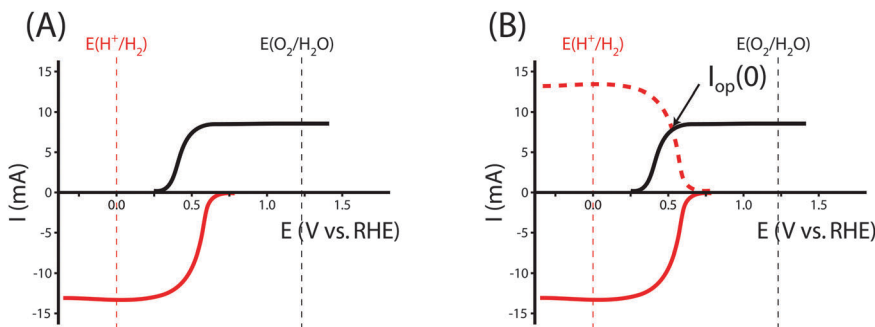 (A)
E(H⁺/H₂)
E(O₂/H₂O)
15
10
5
0
-5
-10
-15
0.0
0.5
1.0
1.5
I (mA)
E (V vs. RHE)
(B)
E(H⁺/H₂)
E(O₂/H₂O)
I_op(0)
15
10
5
0
-5
-10
-15
0.0
0.5
1.0
1.5
I (mA)
E (V vs. RHE)